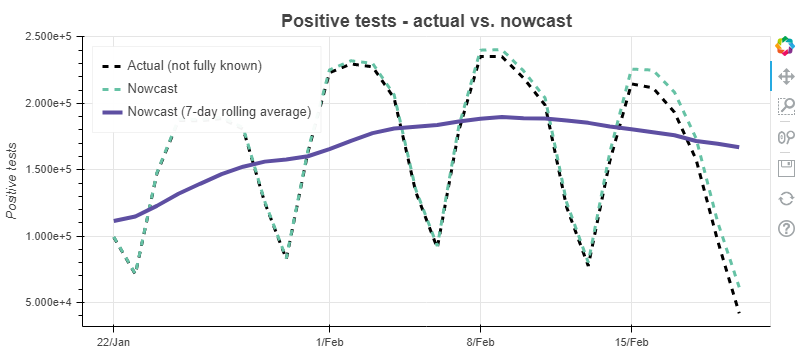 Positive tests - actual vs. nowcast
Positive tests
2.500e+5
2.000e+5
1.500e+5
1.000e+5
5.000e+4
Actual (not fully known)
Nowcast
Nowcast (7-day rolling average)
22/Jan
1/Feb
8/Feb
15/Feb